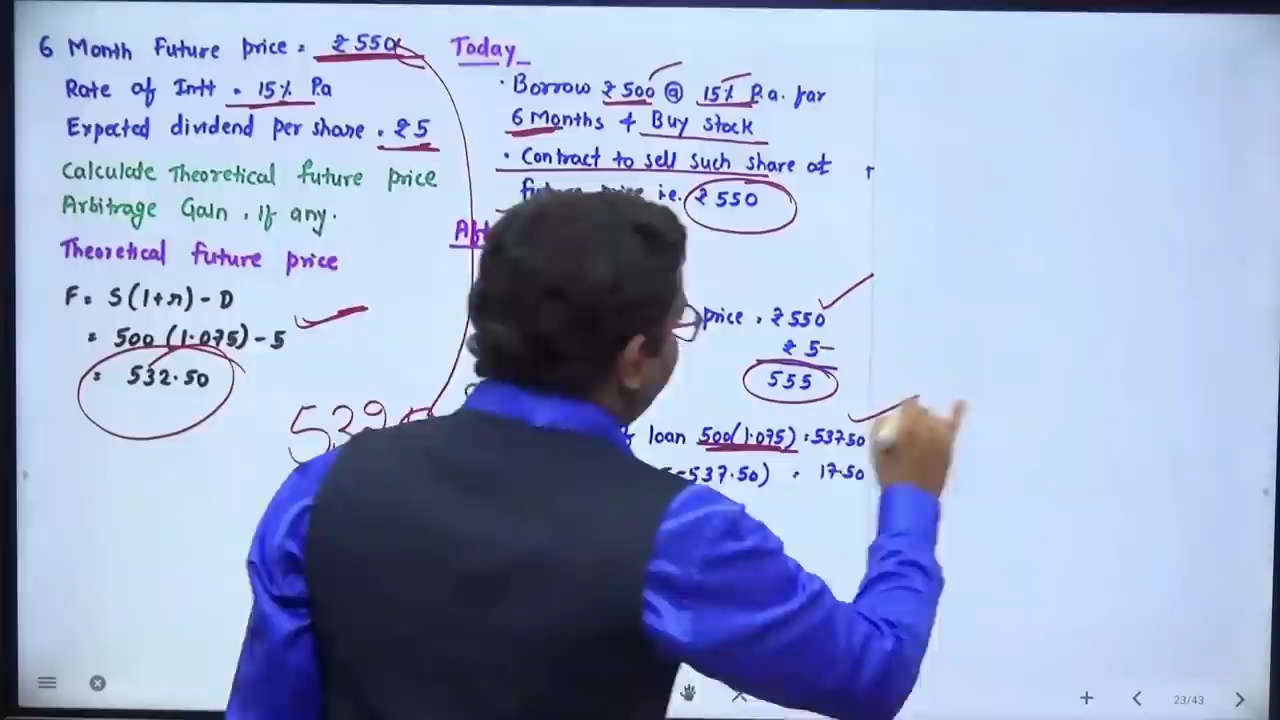 6 Month Future price = ₹550
Rate of Intt = 15% Pa
Expected dividend per share = ₹5
Calculate Theoretical future price
Arbitrage Gain, if any.
Theoretical future price
F = S(1+r) - D
= 500 (1.075) - 5
= 532.50
Today
· Borrow ₹500 @ 15% P.a. for
6 Months + Buy stock
· Contract to sell such share at
i.e. ₹550
price = ₹550
₹5
555
loan 500(1.075) = 537.50
-537.50) = 17.50
23/43